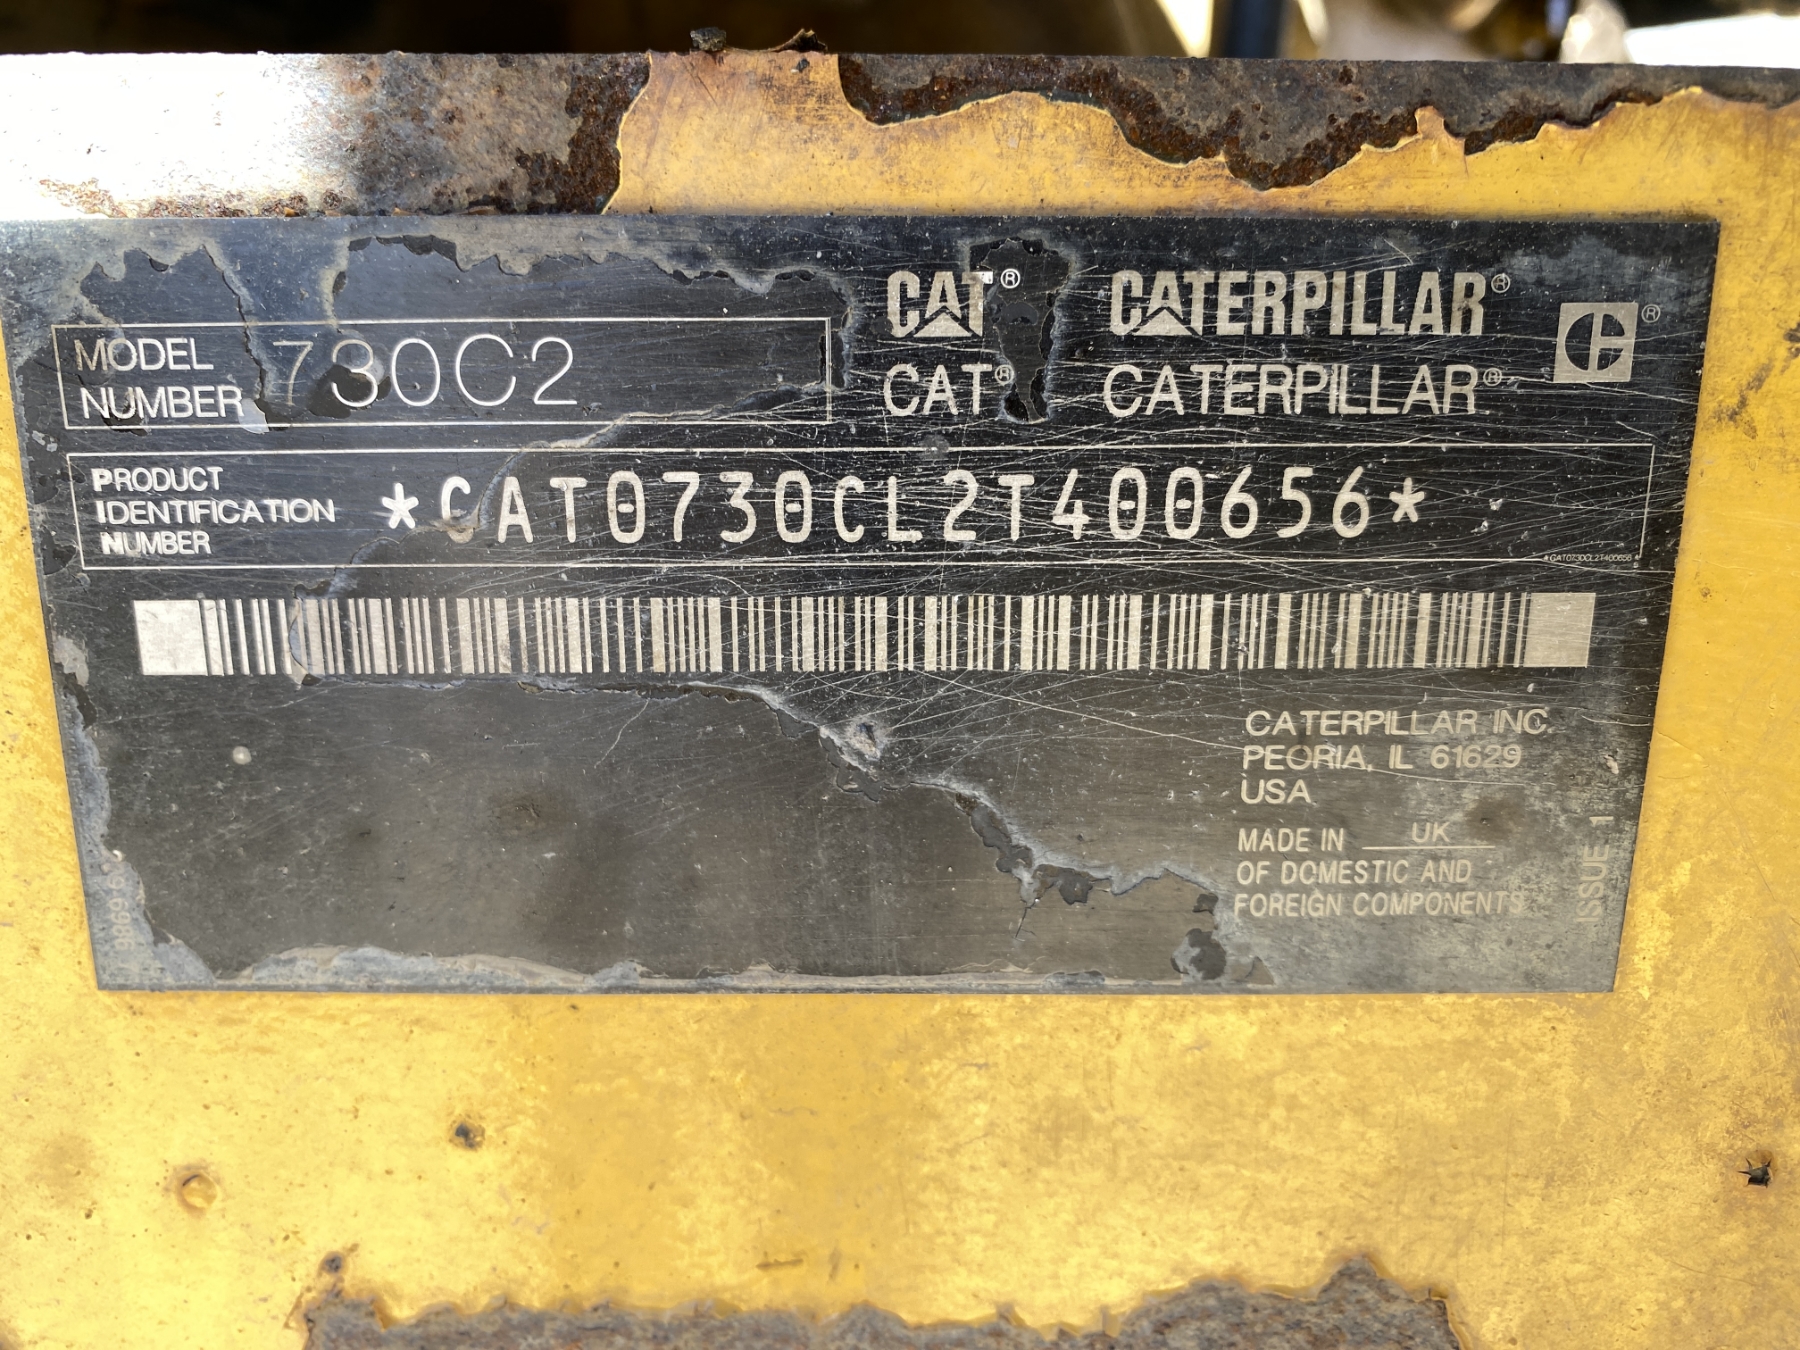 MODEL NUMBER 730C2
CAT® CATERPILLAR®
CAT® CATERPILLAR®
PRODUCT IDENTIFICATION NUMBER *CAT0730CL2T400656*
*CAT0730CL2T400656*
CATERPILLAR INC.
PEORIA, IL 61629
USA
MADE IN UK
OF DOMESTIC AND
FOREIGN COMPONENTS
ISSUE 1